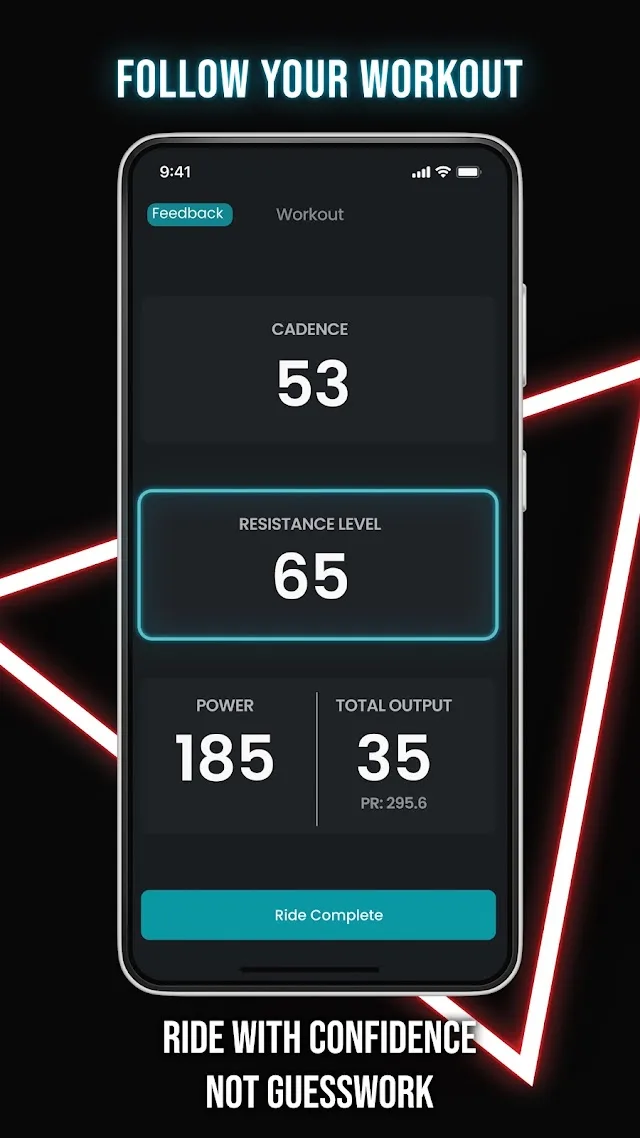 FOLLOW YOUR WORKOUT
9:41
Feedback
Workout
CADENCE
53
RESISTANCE LEVEL
65
POWER
185
TOTAL OUTPUT
35
PR: 295.6
Ride Complete
RIDE WITH CONFIDENCE
NOT GUESSWORK